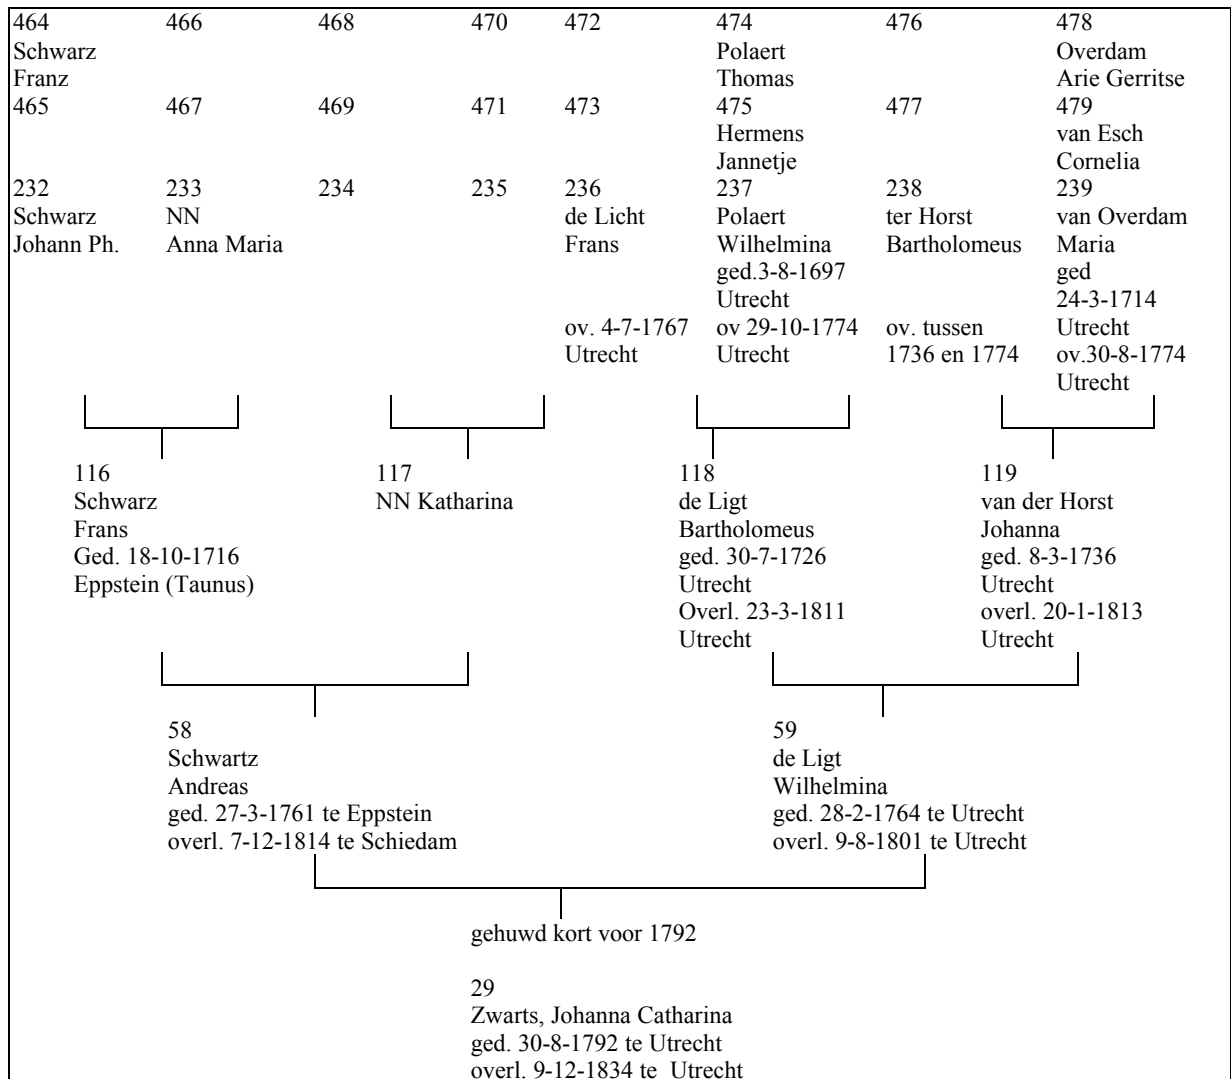 464 466 468 470 472 474 476 478
Schwarz Polaert Overdam
Franz Thomas Arie Gerritse
465 467 469 471 473 475 477 479
Hermens van Esch
Jannetje Cornelia
232 233 234 235 236 237 238 239
Schwarz NN de Licht Polaert ter Horst van Overdam
Johann Ph. Anna Maria Frans Wilhelmina Bartholomeus Maria
ged.3-8-1697 ged
Utrecht 24-3-1714
ov. 4-7-1767 ov 29-10-1774 ov. tussen Utrecht
Utrecht Utrecht 1736 en 1774 ov.30-8-1774
Utrecht
116 117 118 119
Schwarz NN Katharina de Ligt van der Horst
Frans Bartholomeus Johanna
Ged. 18-10-1716 ged. 30-7-1726 ged. 8-3-1736
Eppstein (Taunus) Utrecht Utrecht
Overl. 23-3-1811 overl. 20-1-1813
Utrecht Utrecht
58 59
Schwartz de Ligt
Andreas Wilhelmina
ged. 27-3-1761 te Eppstein ged. 28-2-1764 te Utrecht
overl. 7-12-1814 te Schiedam overl. 9-8-1801 te Utrecht
gehuwd kort voor 1792
29
Zwarts, Johanna Catharina
ged. 30-8-1792 te Utrecht
overl. 9-12-1834 te Utrecht